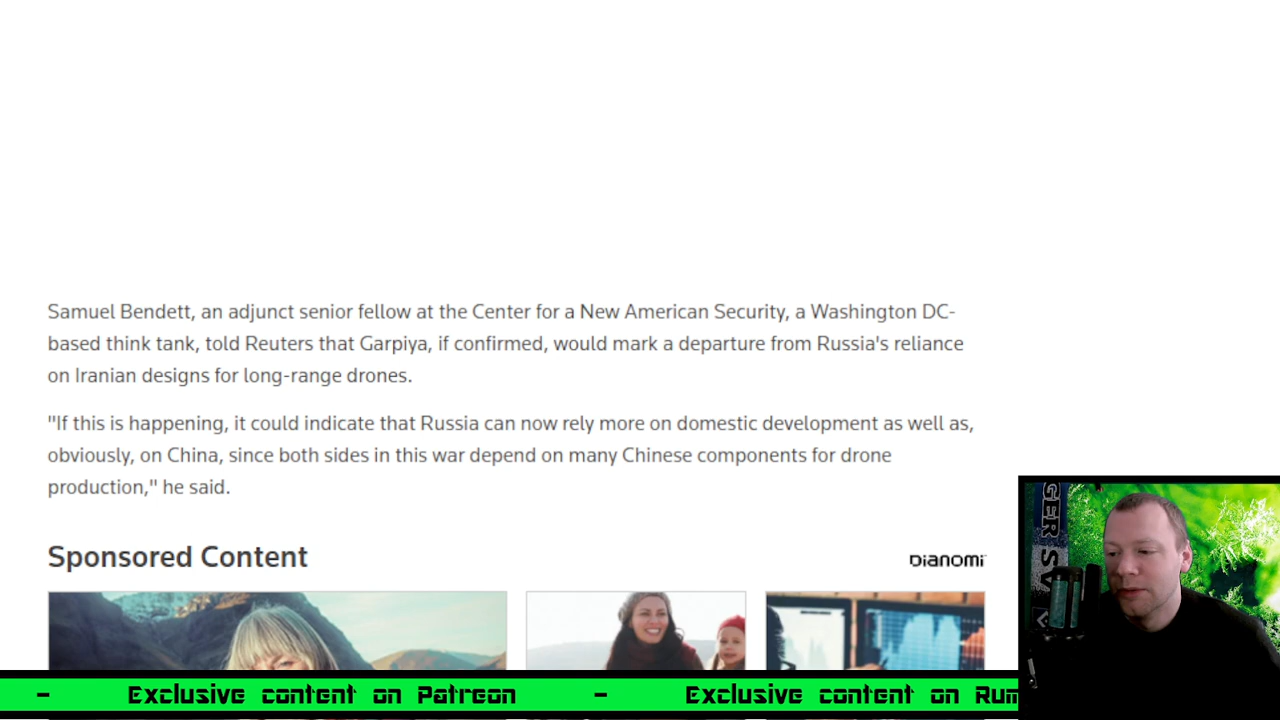 Samuel Bendett, an adjunct senior fellow at the Center for a New American Security, a Washington DC-
based think tank, told Reuters that Garpiya, if confirmed, would mark a departure from Russia's reliance
on Iranian designs for long-range drones.
"If this is happening, it could indicate that Russia can now rely more on domestic development as well as,
obviously, on China, since both sides in this war depend on many Chinese components for drone
production," he said.
Sponsored Content
DIANOMI
GER SV
- Exclusive content on Patreon - Exclusive content on Rum